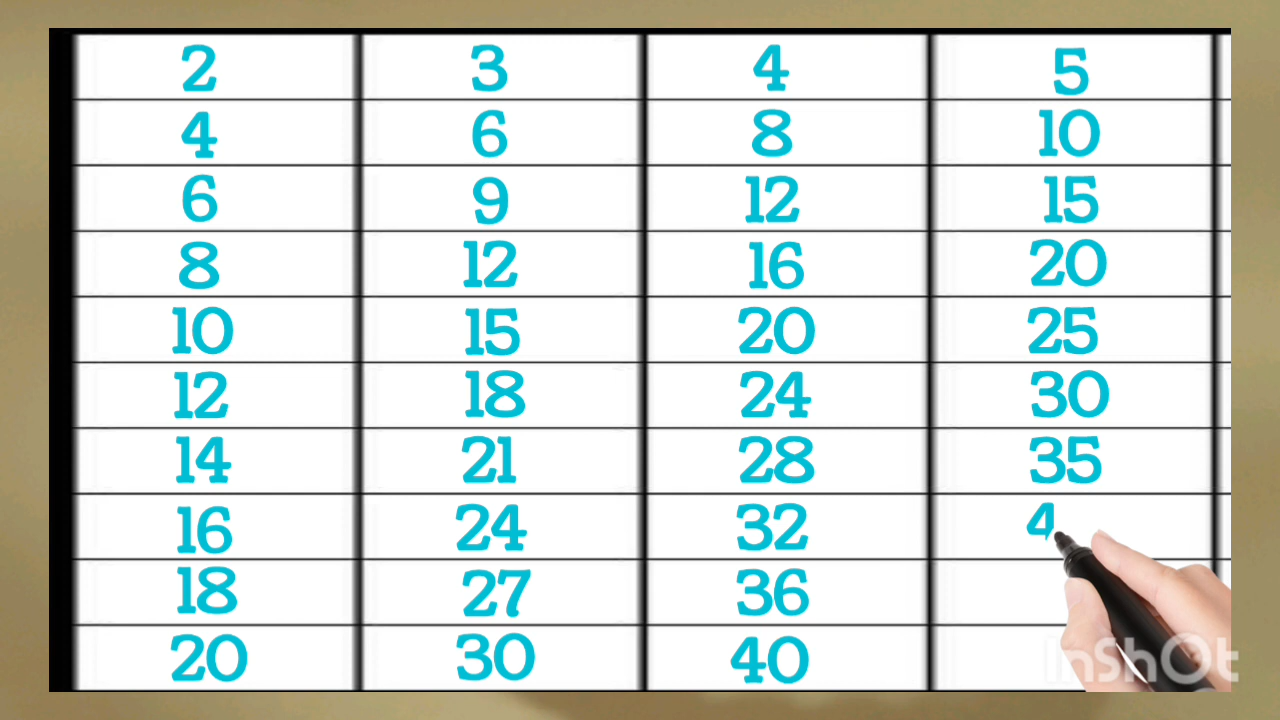 2 3 4 5
4 6 8 10
6 9 12 15
8 12 16 20
10 15 20 25
12 18 24 30
14 21 28 35
16 24 32 4
18 27 36
20 30 40
InShOt